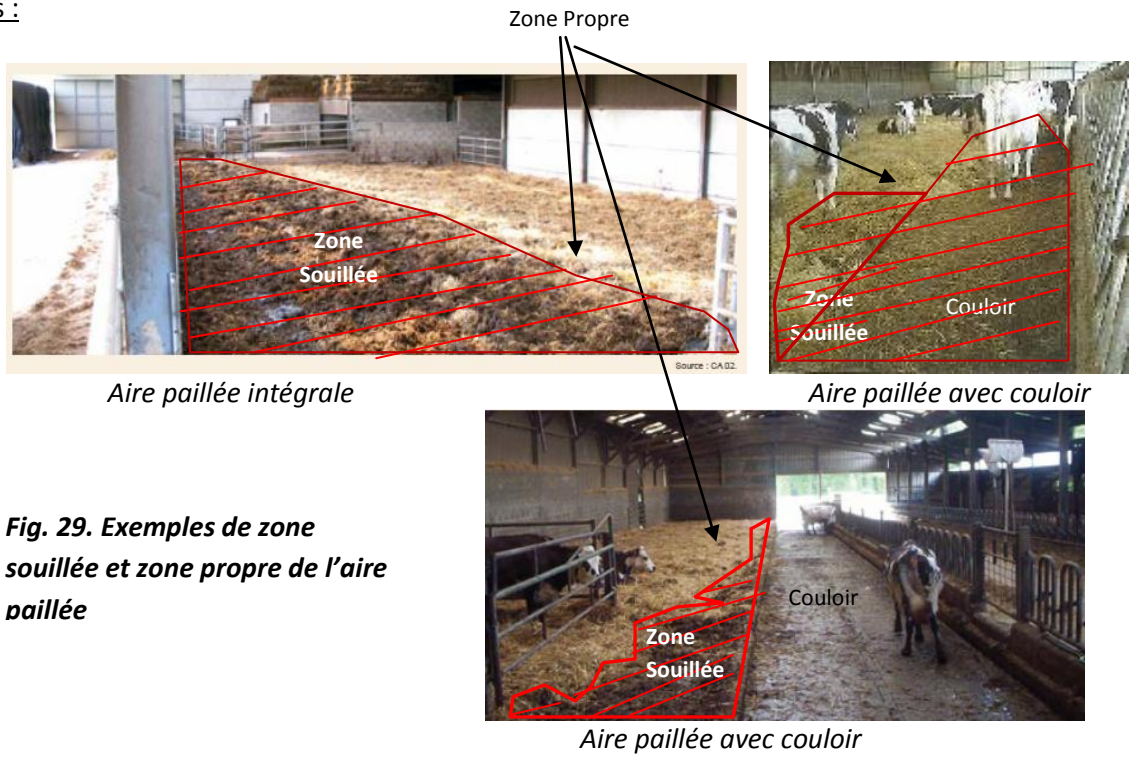 s :
Zone Propre
Zone
Souillée
Source : CA 02.
Zone
Souillée
Couloir
Aire paillée intégrale
Aire paillée avec couloir
Fig. 29. Exemples de zone
souillée et zone propre de l’aire
paillée
Couloir
Zone
Souillée
Aire paillée avec couloir